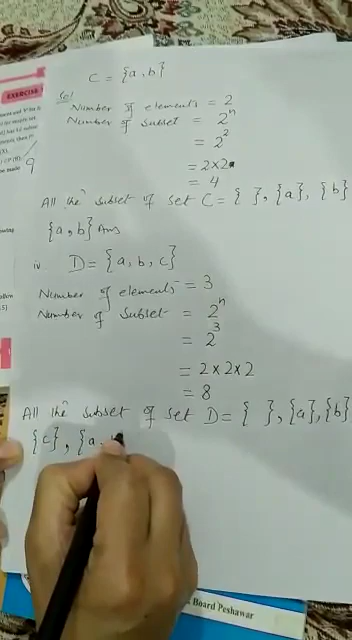 C = {a, b}
EXERCISE
Sol
Number of elements = 2
Number of subset = 2ⁿ
= 2²
= 2×2
= 4
All the subset of set C = { }, {a}, {b}
{a, b} Ans
iv D = {a, b, c}
Number of elements = 3
Number of subset = 2ⁿ
= 2³
= 2 × 2 × 2
= 8
All the subset of set D = { }, {a}, {b}
{c}, {a,
Board Peshawar